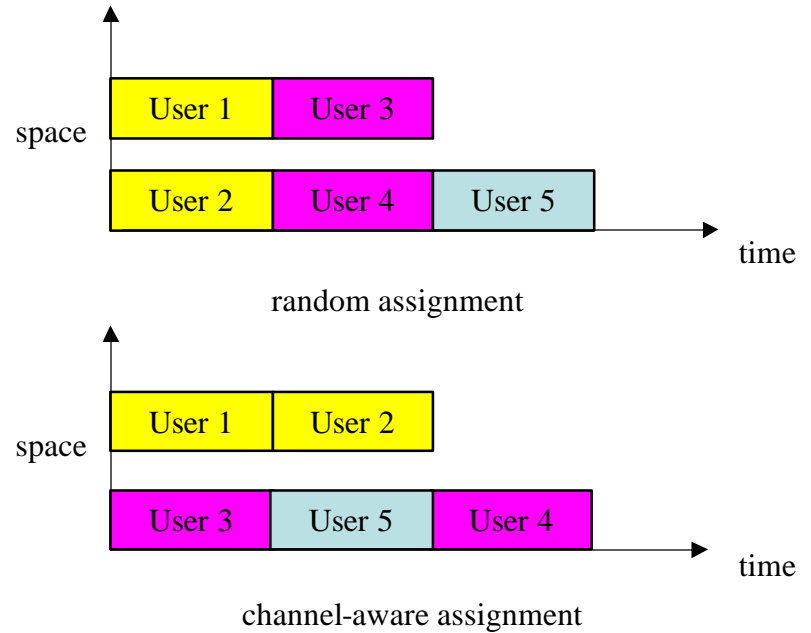 User 1 User 3
space
User 2 User 4 User 5
time
random assignment
User 1 User 2
space
User 3 User 5 User 4
time
channel-aware assignment